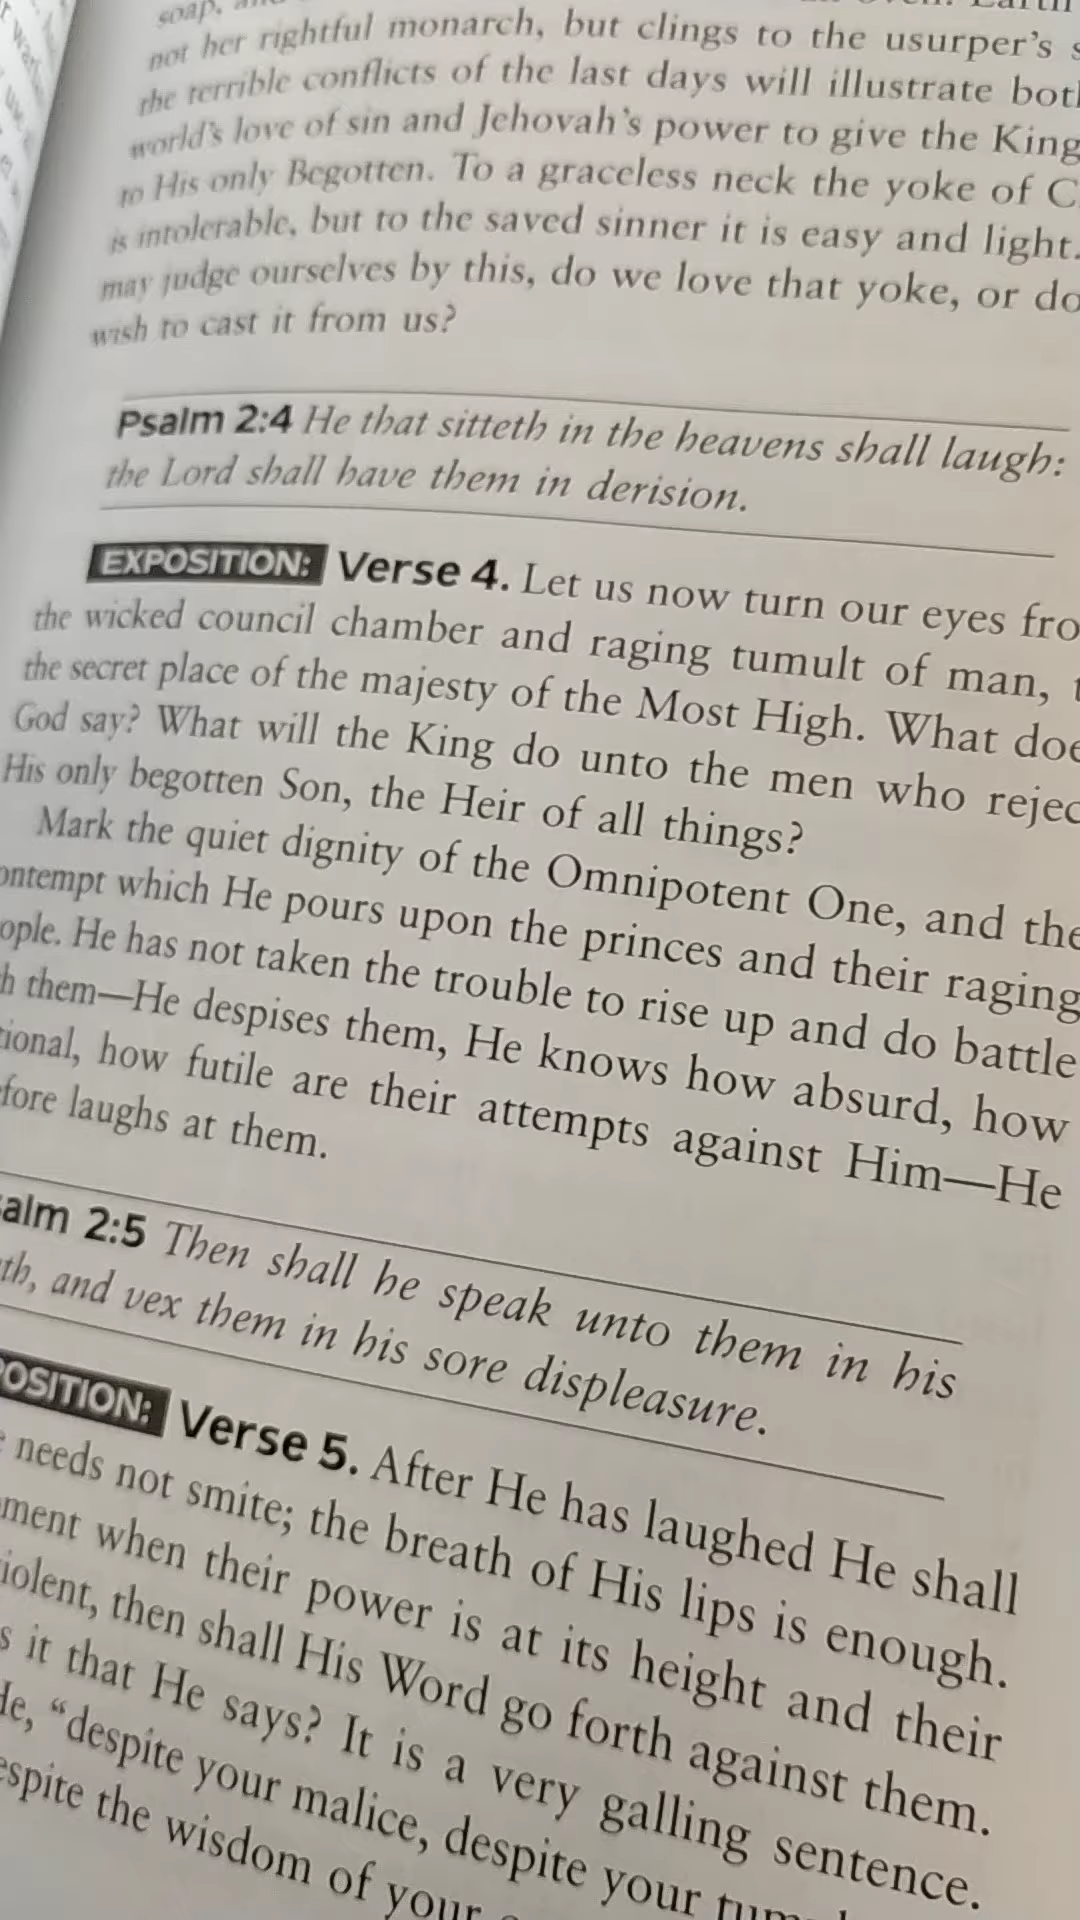 soap,
not her rightful monarch, but clings to the usurper's s
the terrible conflicts of the last days will illustrate both
world's love of sin and Jehovah's power to give the King
to His only Begotten. To a graceless neck the yoke of C
is intolerable, but to the saved sinner it is easy and light.
may judge ourselves by this, do we love that yoke, or do
wish to cast it from us?
Psalm 2:4 He that sitteth in the heavens shall laugh:
the Lord shall have them in derision.
EXPOSITION: Verse 4. Let us now turn our eyes fro
the wicked council chamber and raging tumult of man, t
the secret place of the majesty of the Most High. What doe
God say? What will the King do unto the men who rejec
His only begotten Son, the Heir of all things?
Mark the quiet dignity of the Omnipotent One, and the
ontempt which He pours upon the princes and their raging
ople. He has not taken the trouble to rise up and do battle
h them—He despises them, He knows how absurd, how
tional, how futile are their attempts against Him—He
efore laughs at them.
salm 2:5 Then shall he speak unto them in his
th, and vex them in his sore displeasure.
POSITION: Verse 5. After He has laughed He shall
e needs not smite; the breath of His lips is enough.
ment when their power is at its height and their
iolent, then shall His Word go forth against them.
s it that He says? It is a very galling sentence.
He, "despite your malice, despite your tum
espite the wisdom of your